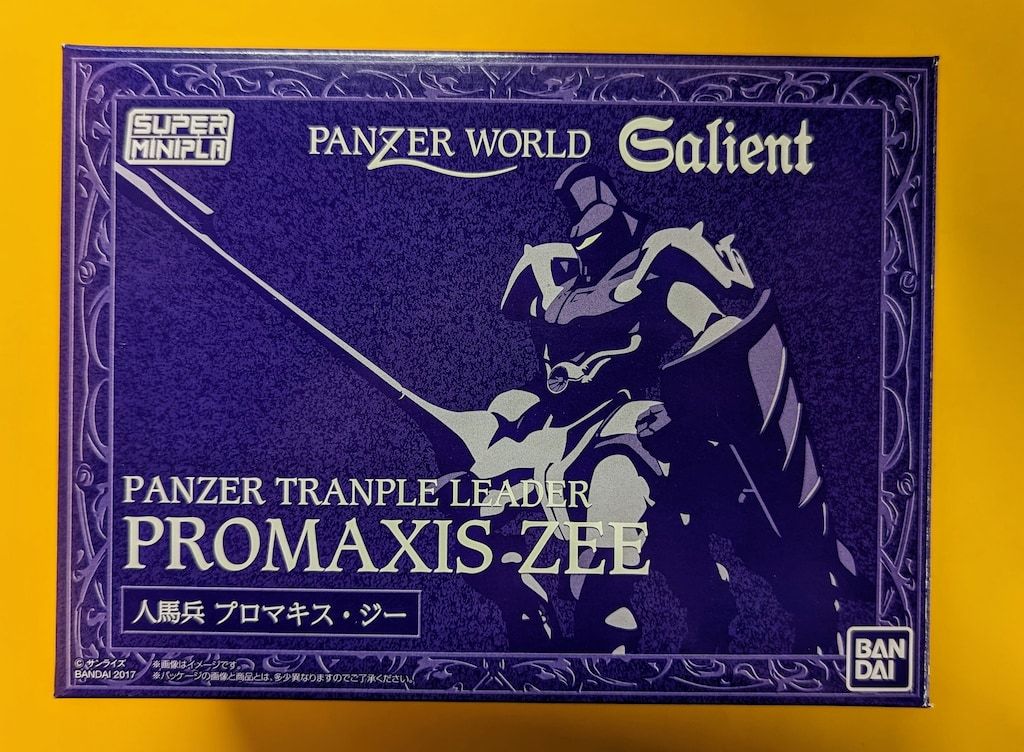 SUPER
MINIPLA
PANZER WORLD Salient
PANZER TRANPLE LEADER
PROMAXIS ZEE
人馬兵 プロマキス・ジー
© サンライズ
BANDAI 2017
※画像はイメージです。
※パッケージの画像と商品とは、多少異なりますのでご了承ください。
BAN
DAI